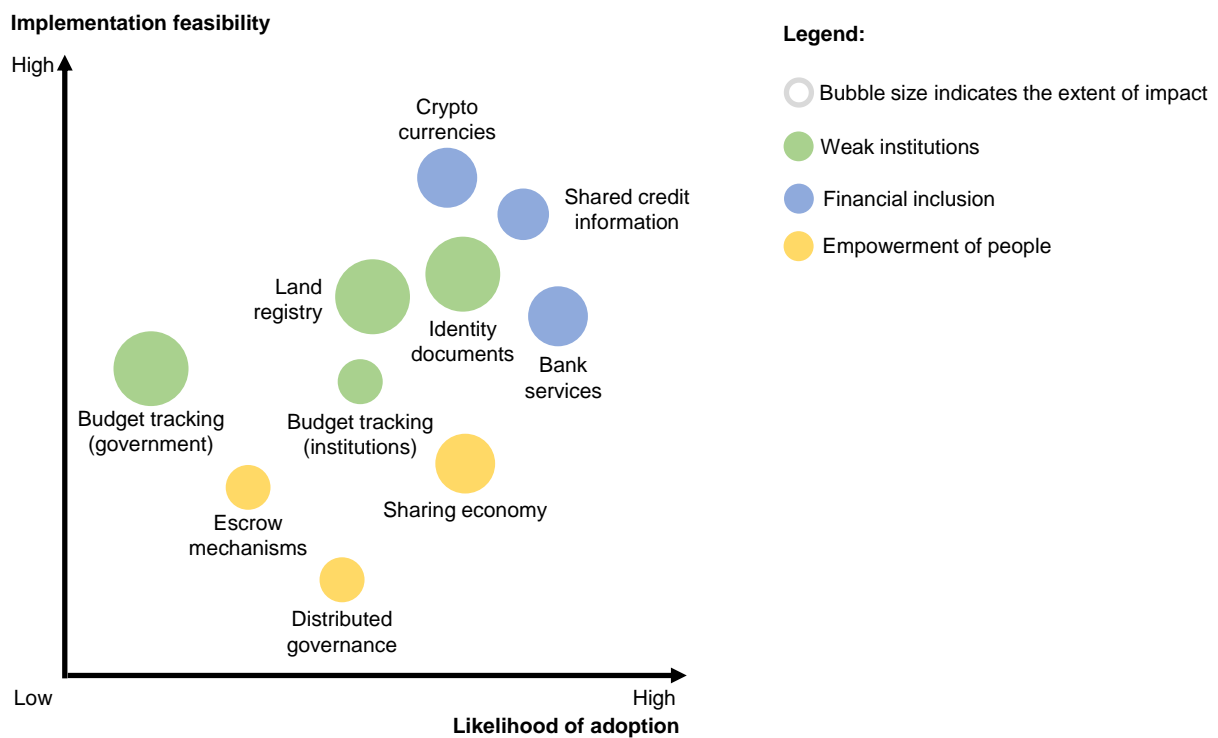 Implementation feasibility
High
Crypto
currencies
Shared credit
information
Land
registry
Identity
documents
Bank
services
Budget tracking
(government)
Budget tracking
(institutions)
Sharing economy
Escrow
mechanisms
Distributed
governance
Low
High
Likelihood of adoption
Legend:
Bubble size indicates the extent of impact
Weak institutions
Financial inclusion
Empowerment of people